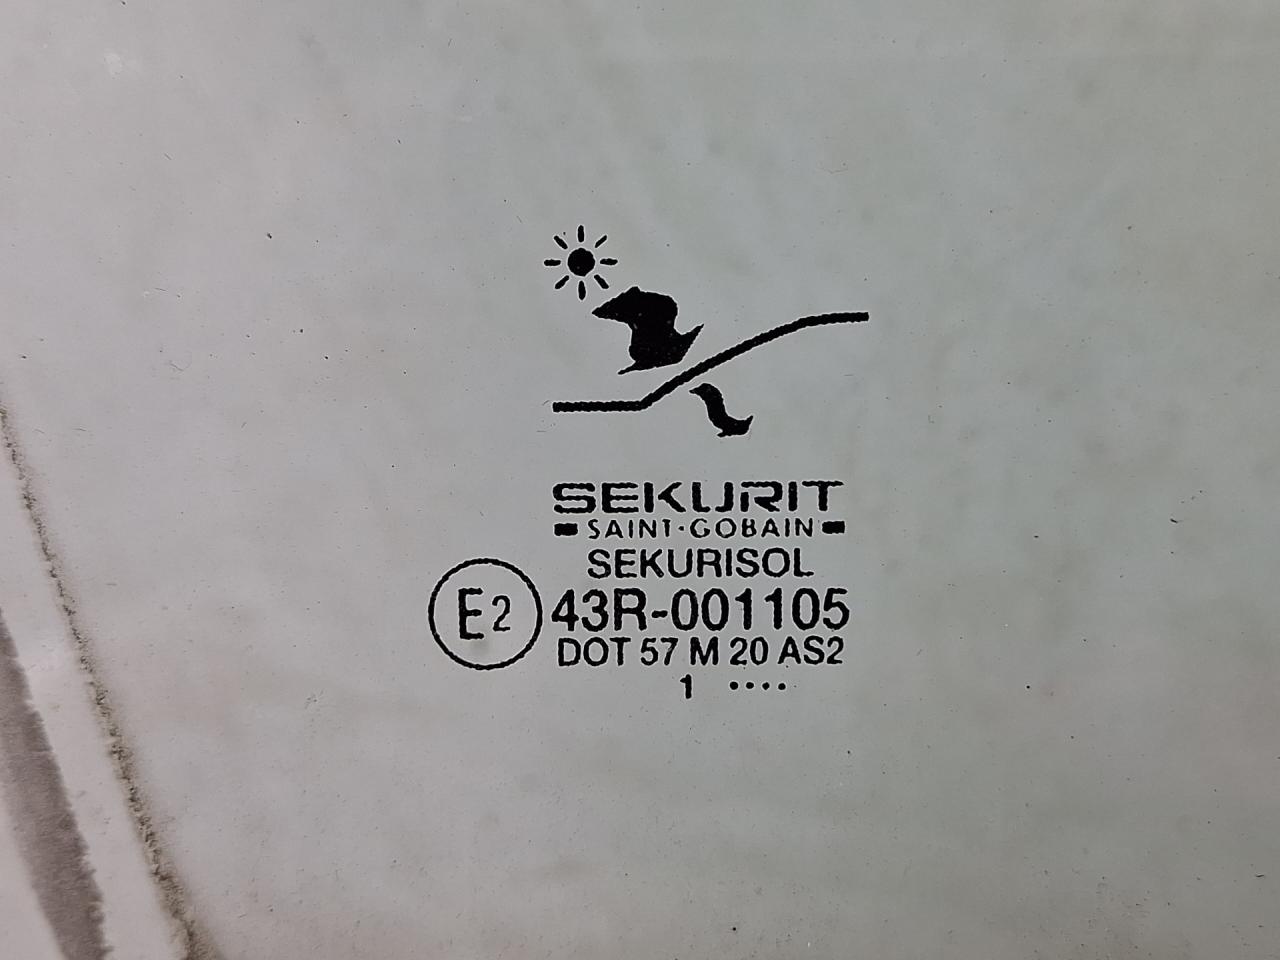 SEKURIT
SAINT·GOBAIN
SEKURISOL
E2 43R-001105
DOT 57 M 20 AS2
1 ····